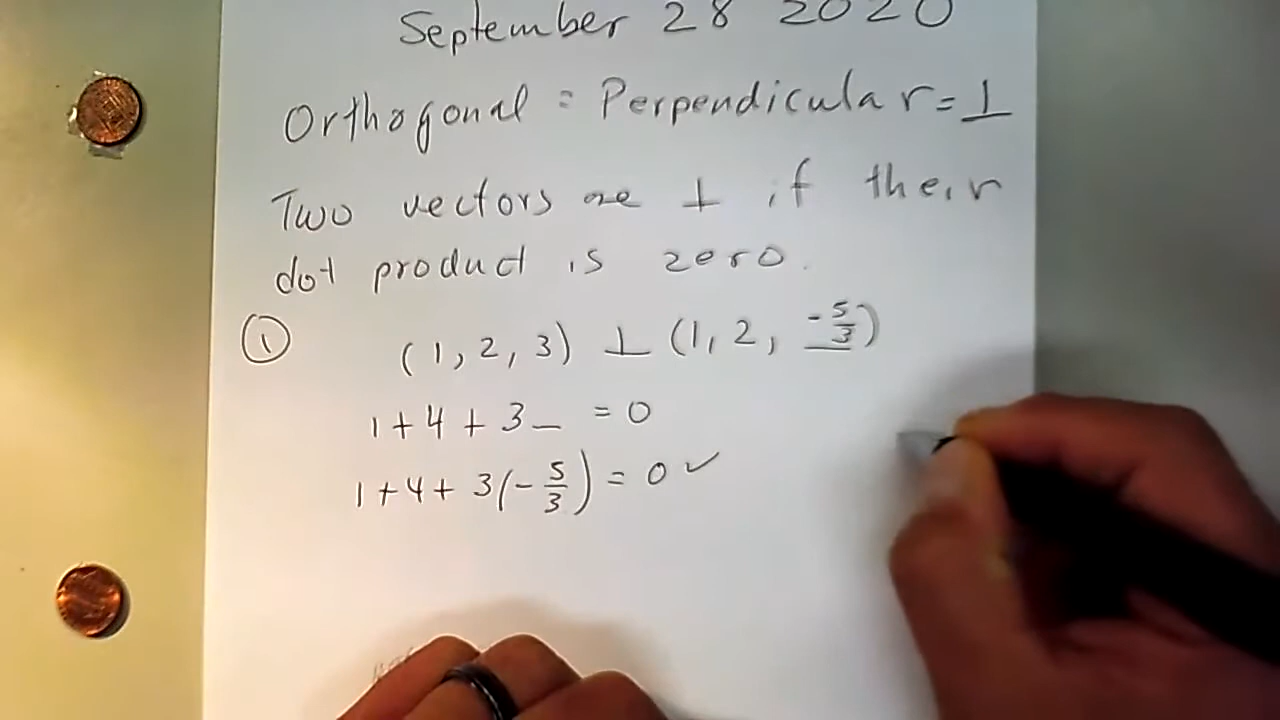 September 28 2020
Orthogonal = Perpendicular = ⊥
Two vectors are ⊥ if their
dot product is zero.
① (1, 2, 3) ⊥ (1, 2, -5/3)
1 + 4 + 3_ = 0
1 + 4 + 3(-5/3) = 0 ✓